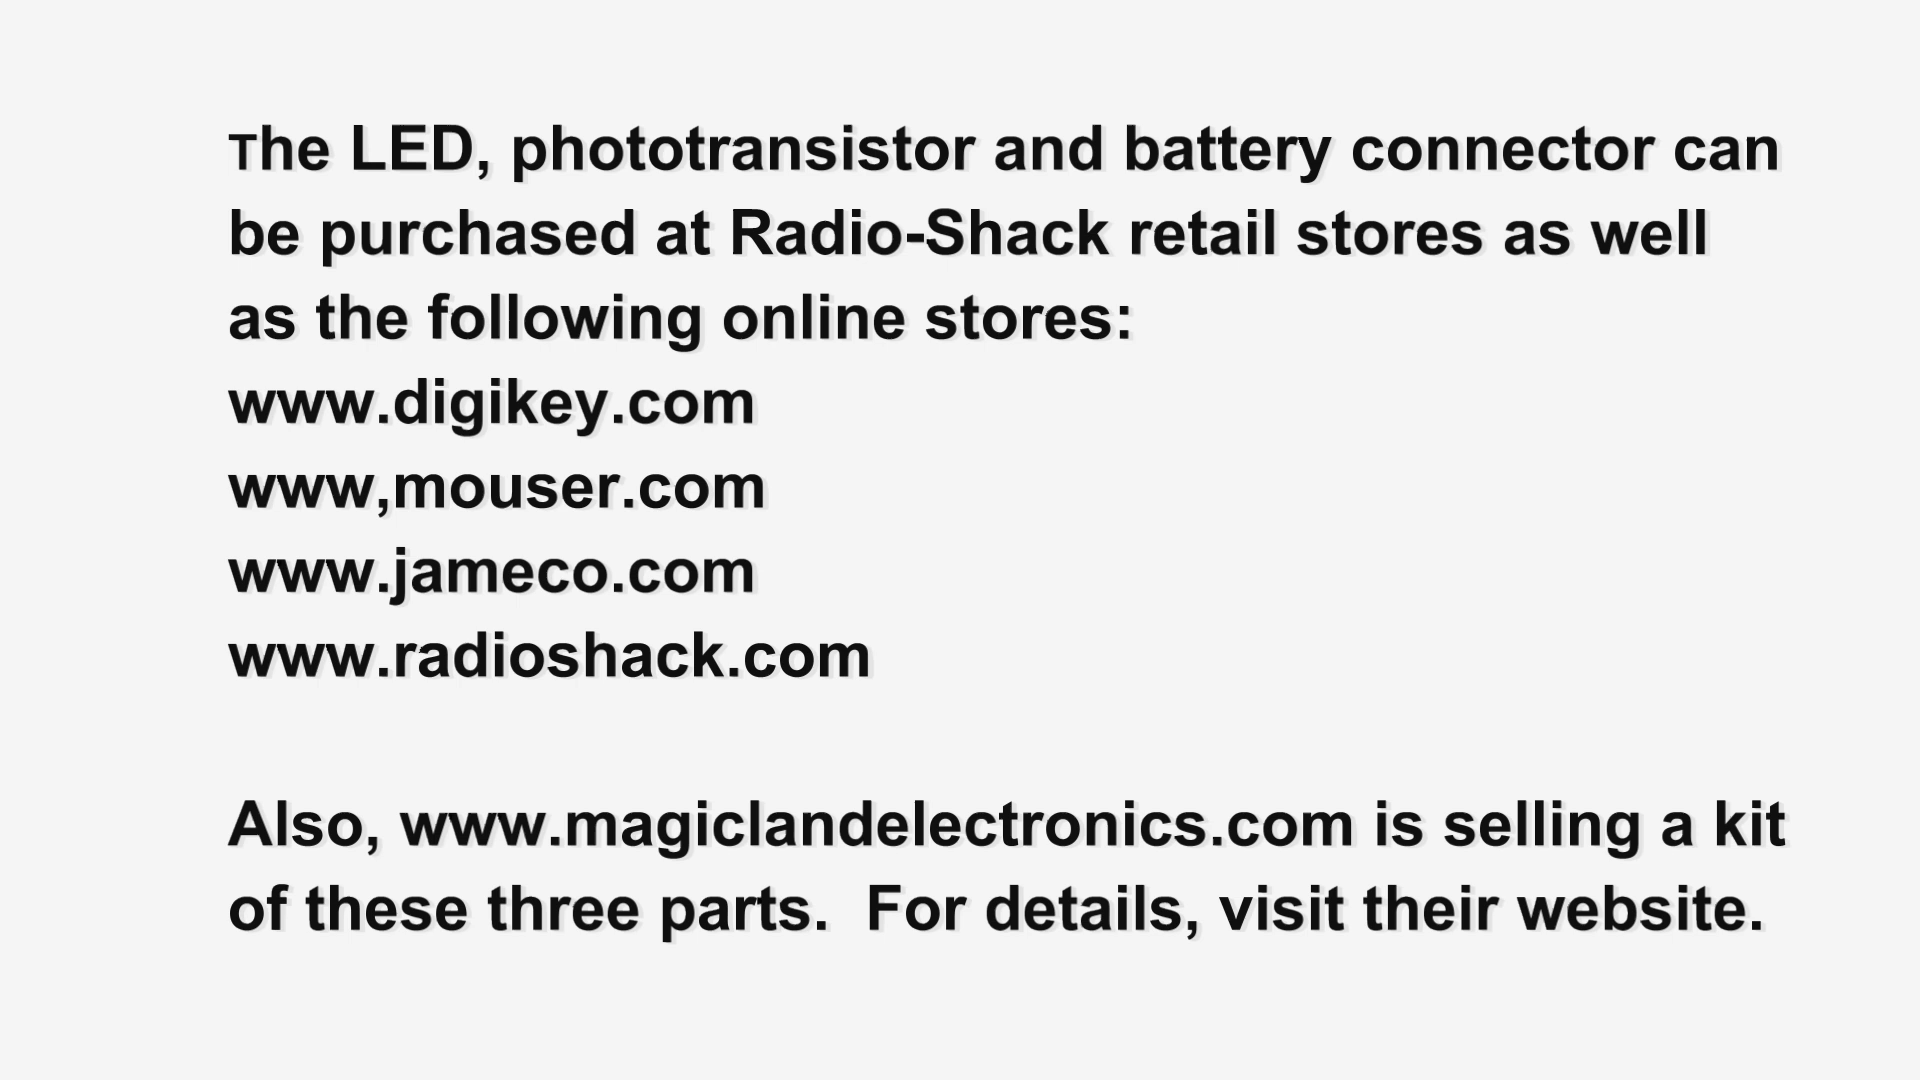 The LED, phototransistor and battery connector can
be purchased at Radio-Shack retail stores as well
as the following online stores:
www.digikey.com
www,mouser.com
www.jameco.com
www.radioshack.com
Also, www.magiclandelectronics.com is selling a kit
of these three parts.  For details, visit their website.